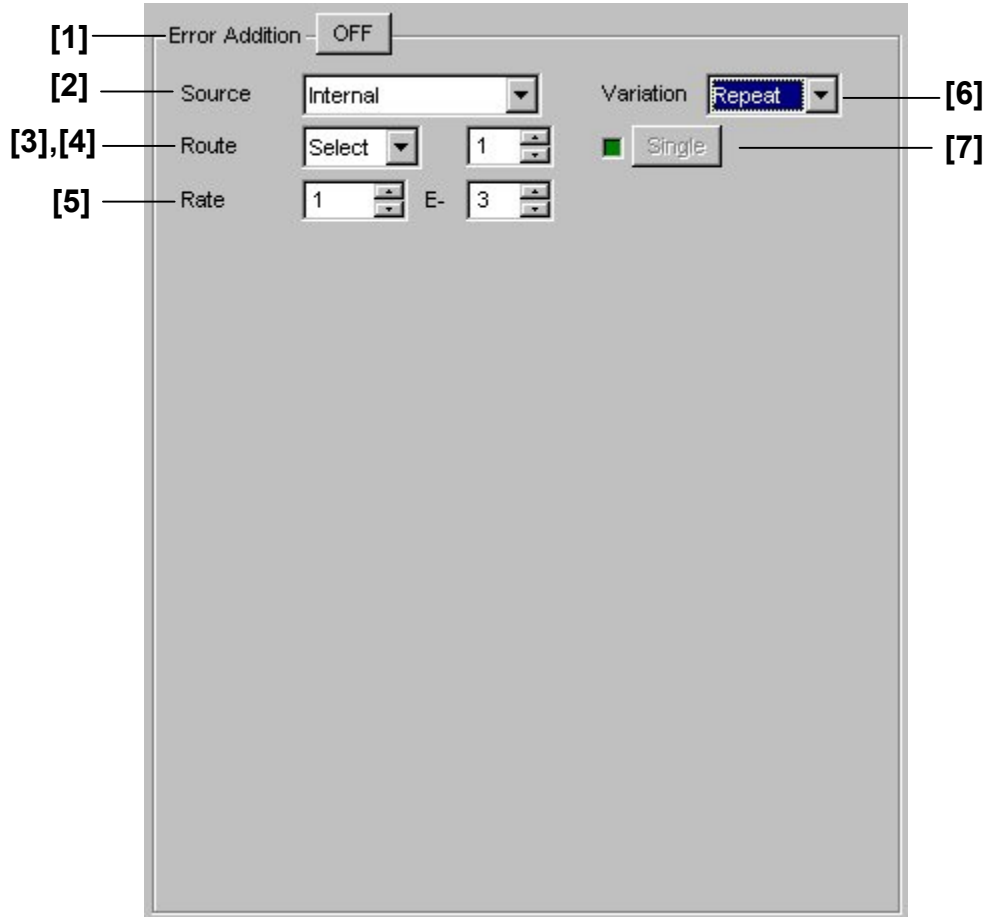 [1] Error Addition OFF
[2] Source Internal Variation Repeat [6]
[3],[4] Route Select 1 Single [7]
[5] Rate 1 E- 3